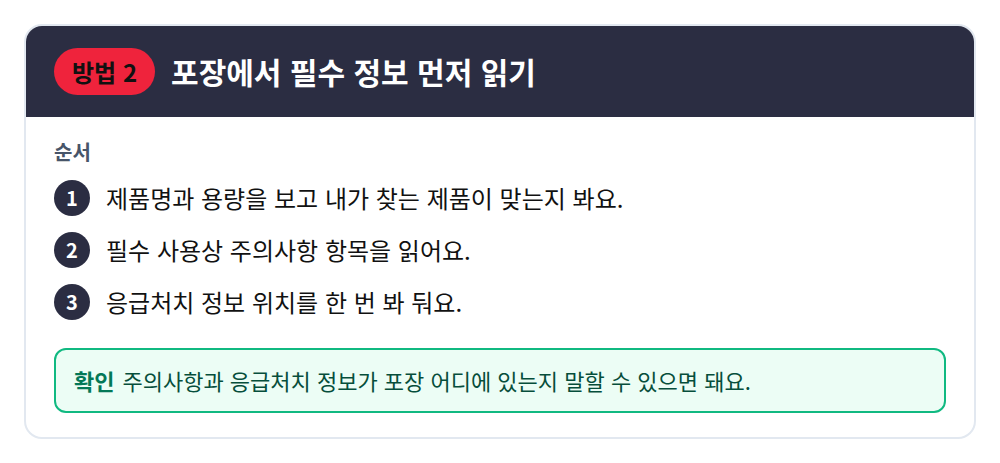 방법 2 포장에서 필수 정보 먼저 읽기
순서
1 제품명과 용량을 보고 내가 찾는 제품이 맞는지 봐요.
2 필수 사용상 주의사항 항목을 읽어요.
3 응급처치 정보 위치를 한 번 봐 둬요.
확인 주의사항과 응급처치 정보가 포장 어디에 있는지 말할 수 있으면 돼요.